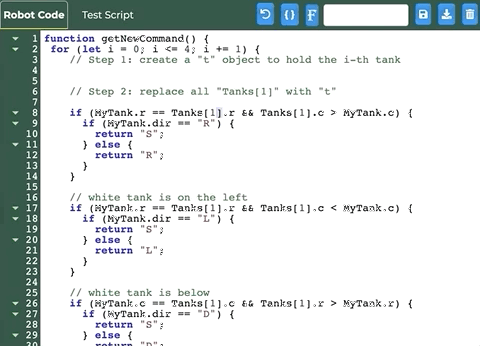 Robot Code Test Script { } F
1 function getNewCommand() {
2 for (let i = 0; i <= 4; i += 1) {
3 // Step 1: create a "t" object to hold the i-th tank
4
5
6 // Step 2: replace all "Tanks[1]" with "t"
7
8 if (MyTank.r == Tanks[1].r && Tanks[1].c > MyTank.c) {
9 if (MyTank.dir == "R") {
10 return "S";
11 } else {
12 return "R";
13 }
14 }
15
16 // white tank is on the left
17 if (MyTank.r == Tanks[1].r && Tanks[1].c < MyTank.c) {
18 if (MyTank.dir == "L") {
19 return "S";
20 } else {
21 return "L";
22 }
23 }
24
25 // white tank is below
26 if (MyTank.c == Tanks[1].c && Tanks[1].r > MyTank.r) {
27 if (MyTank.dir == "D") {
28 return "S";
29 } else {
30 return "D";